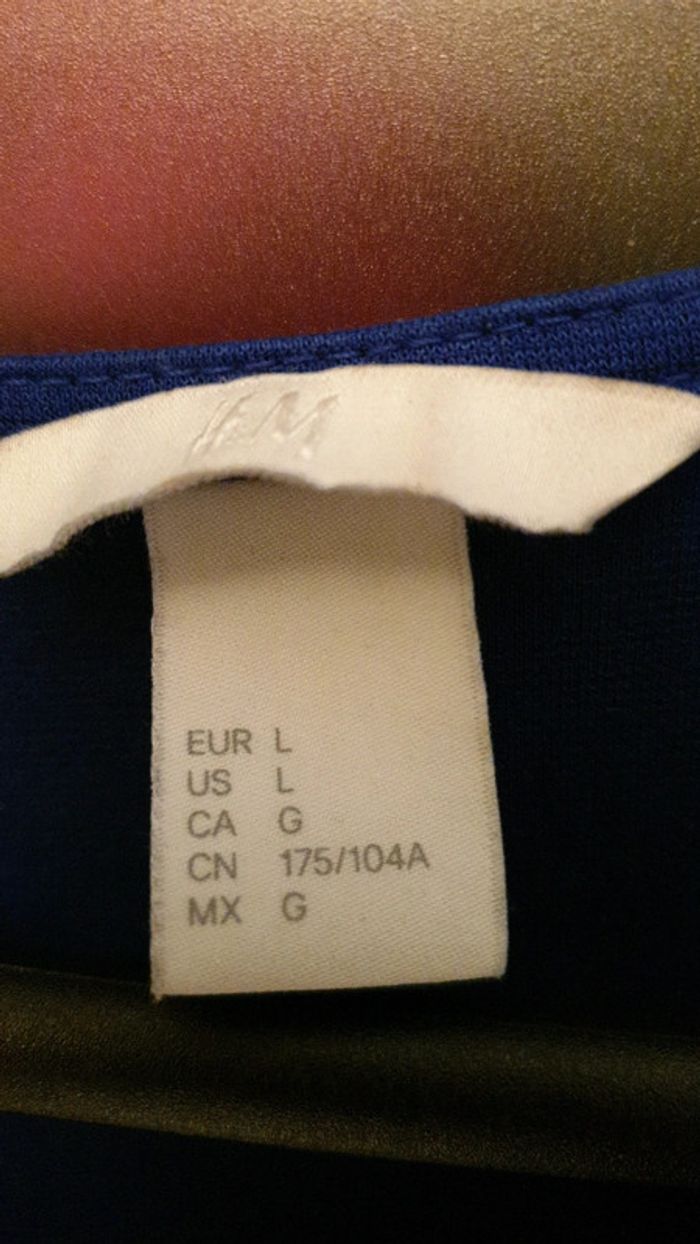 H&M
EUR L
US L
CA G
CN 175/104A
MX G